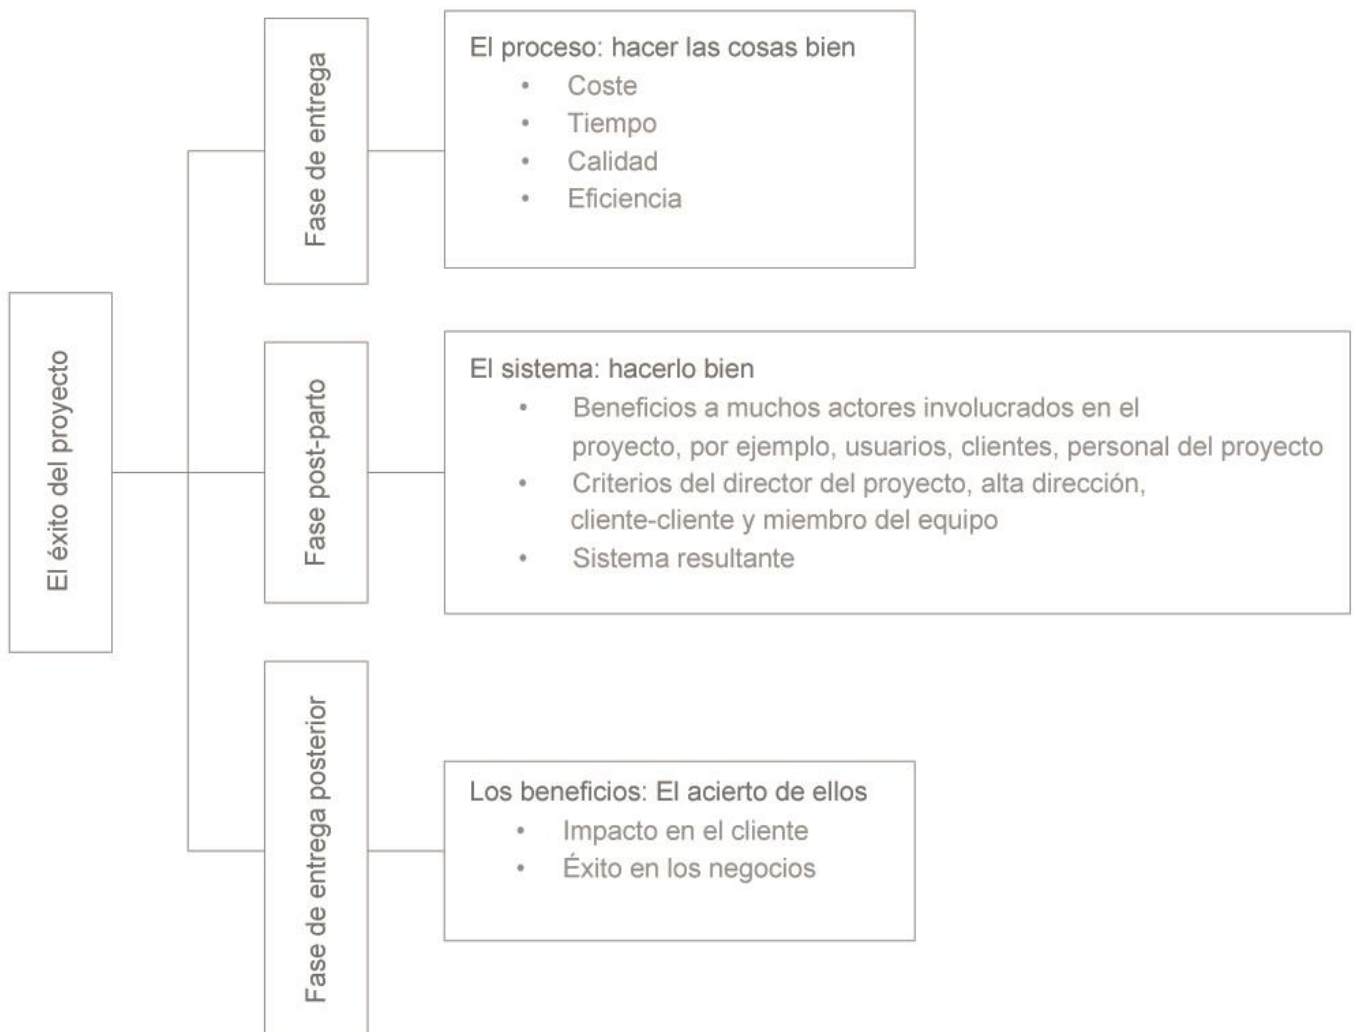 El éxito del proyecto
Fase de entrega
El proceso: hacer las cosas bien
• Coste
• Tiempo
• Calidad
• Eficiencia
Fase post-parto
El sistema: hacerlo bien
• Beneficios a muchos actores involucrados en el
proyecto, por ejemplo, usuarios, clientes, personal del proyecto
• Criterios del director del proyecto, alta dirección,
cliente-cliente y miembro del equipo
• Sistema resultante
Fase de entrega posterior
Los beneficios: El acierto de ellos
• Impacto en el cliente
• Éxito en los negocios